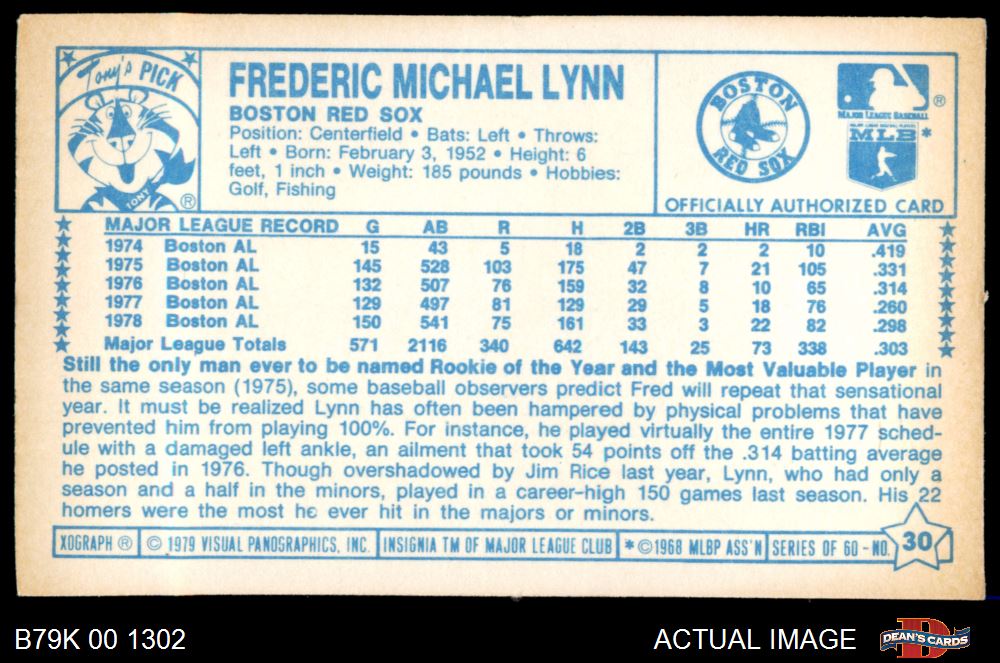 Tony's PICK
TONY
®
FREDERIC MICHAEL LYNN
BOSTON RED SOX
Position: Centerfield • Bats: Left • Throws:
Left • Born: February 3, 1952 • Height: 6
feet, 1 inch • Weight: 185 pounds • Hobbies:
Golf, Fishing
BOSTON
RED SOX
®
MAJOR LEAGUE BASEBALL
MAJOR LEAGUE BASEBALL PLAYERS
MLB*
OFFICIALLY AUTHORIZED CARD
MAJOR LEAGUE RECORD G AB R H 2B 3B HR RBI AVG
1974 Boston AL 15 43 5 18 2 2 2 10 .419
1975 Boston AL 145 528 103 175 47 7 21 105 .331
1976 Boston AL 132 507 76 159 32 8 10 65 .314
1977 Boston AL 129 497 81 129 29 5 18 76 .260
1978 Boston AL 150 541 75 161 33 3 22 82 .298
Major League Totals 571 2116 340 642 143 25 73 338 .303
Still the only man ever to be named Rookie of the Year and the Most Valuable Player in
the same season (1975), some baseball observers predict Fred will repeat that sensational
year. It must be realized Lynn has often been hampered by physical problems that have
prevented him from playing 100%. For instance, he played virtually the entire 1977 sched-
ule with a damaged left ankle, an ailment that took 54 points off the .314 batting average
he posted in 1976. Though overshadowed by Jim Rice last year, Lynn, who had only a
season and a half in the minors, played in a career-high 150 games last season. His 22
homers were the most he ever hit in the majors or minors.
XOGRAPH ® © 1979 VISUAL PANOGRAPHICS, INC. INSIGNIA TM OF MAJOR LEAGUE CLUB *©1968 MLBP ASS'N SERIES OF 60 - NO. 30
B79K 00 1302
ACTUAL IMAGE
D
DEAN'S CARDS